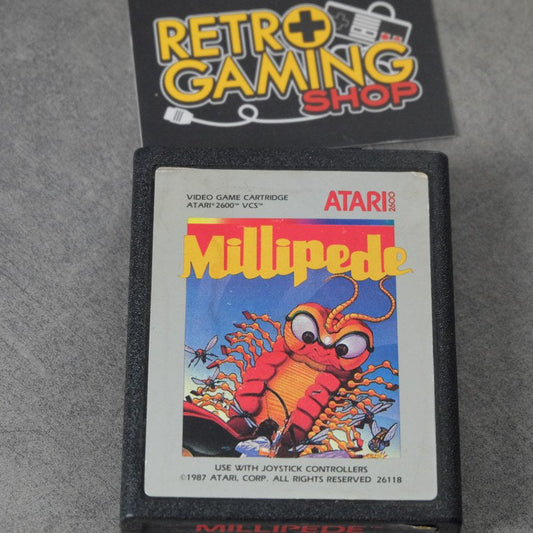 RETRO
GAMING
SHOP
VIDEO GAME CARTRIDGE
ATARI® 2600™ VCS™
ATARI 2600
Millipede
USE WITH JOYSTICK CONTROLLERS
©1987 ATARI, CORP. ALL RIGHTS RESERVED 26118
MILLIPEDE